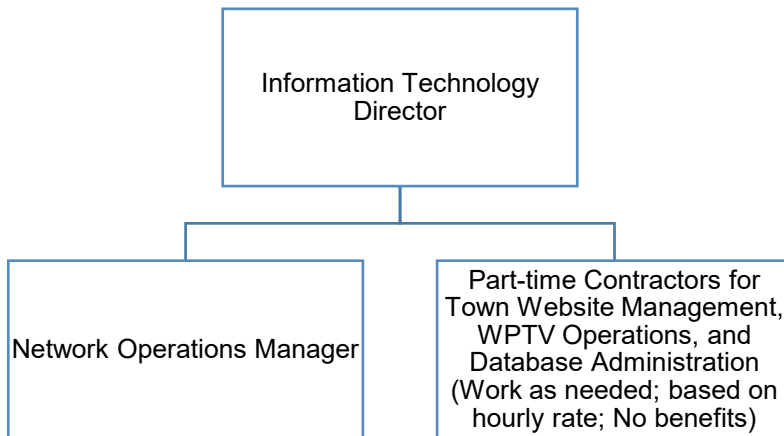 Information Technology
Director
Network Operations Manager
Part-time Contractors for
Town Website Management,
WPTV Operations, and
Database Administration
(Work as needed; based on
hourly rate; No benefits)